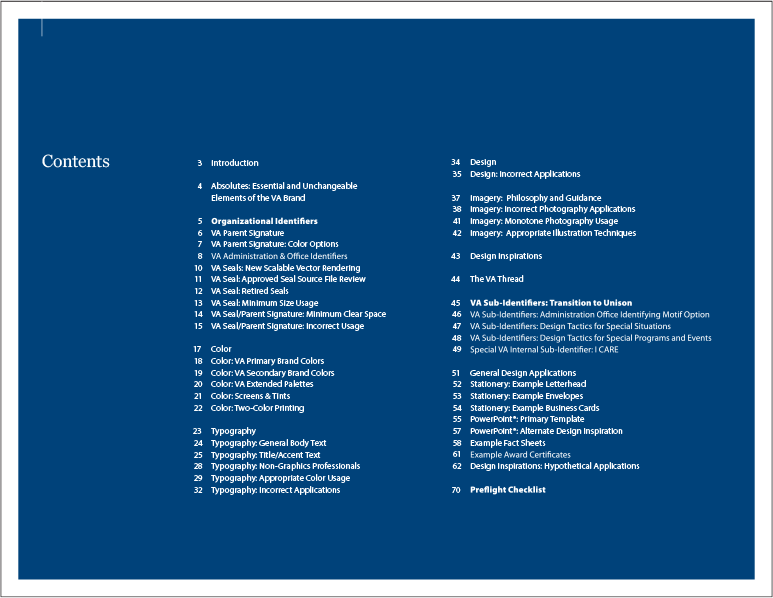 Contents
3 Introduction
4 Absolutes: Essential and Unchangeable
Elements of the VA Brand
5 Organizational Identifiers
6 VA Parent Signature
7 VA Parent Signature: Color Options
8 VA Administration & Office Identifiers
10 VA Seals: New Scalable Vector Rendering
11 VA Seal: Approved Seal Source File Review
12 VA Seal: Retired Seals
13 VA Seal: Minimum Size Usage
14 VA Seal/Parent Signature: Minimum Clear Space
15 VA Seal/Parent Signature: Incorrect Usage
17 Color
18 Color: VA Primary Brand Colors
19 Color: VA Secondary Brand Colors
20 Color: VA Extended Palettes
21 Color: Screens & Tints
22 Color: Two-Color Printing
23 Typography
24 Typography: General Body Text
25 Typography: Title/Accent Text
28 Typography: Non-Graphics Professionals
29 Typography: Appropriate Color Usage
32 Typography: Incorrect Applications
34 Design
35 Design: Incorrect Applications
37 Imagery: Philosophy and Guidance
38 Imagery: Incorrect Photography Applications
41 Imagery: Monotone Photography Usage
42 Imagery: Appropriate Illustration Techniques
43 Design Inspirations
44 The VA Thread
45 VA Sub-Identifiers: Transition to Unison
46 VA Sub-Identifiers: Administration Office Identifying Motif Option
47 VA Sub-Identifiers: Design Tactics for Special Situations
48 VA Sub-Identifiers: Design Tactics for Special Programs and Events
49 Special VA Internal Sub-Identifier: I CARE
51 General Design Applications
52 Stationery: Example Letterhead
53 Stationery: Example Envelopes
54 Stationery: Example Business Cards
55 PowerPoint®: Primary Template
57 PowerPoint®: Alternate Design Inspiration
58 Example Fact Sheets
61 Example Award Certificates
62 Design Inspirations: Hypothetical Applications
70 Preflight Checklist